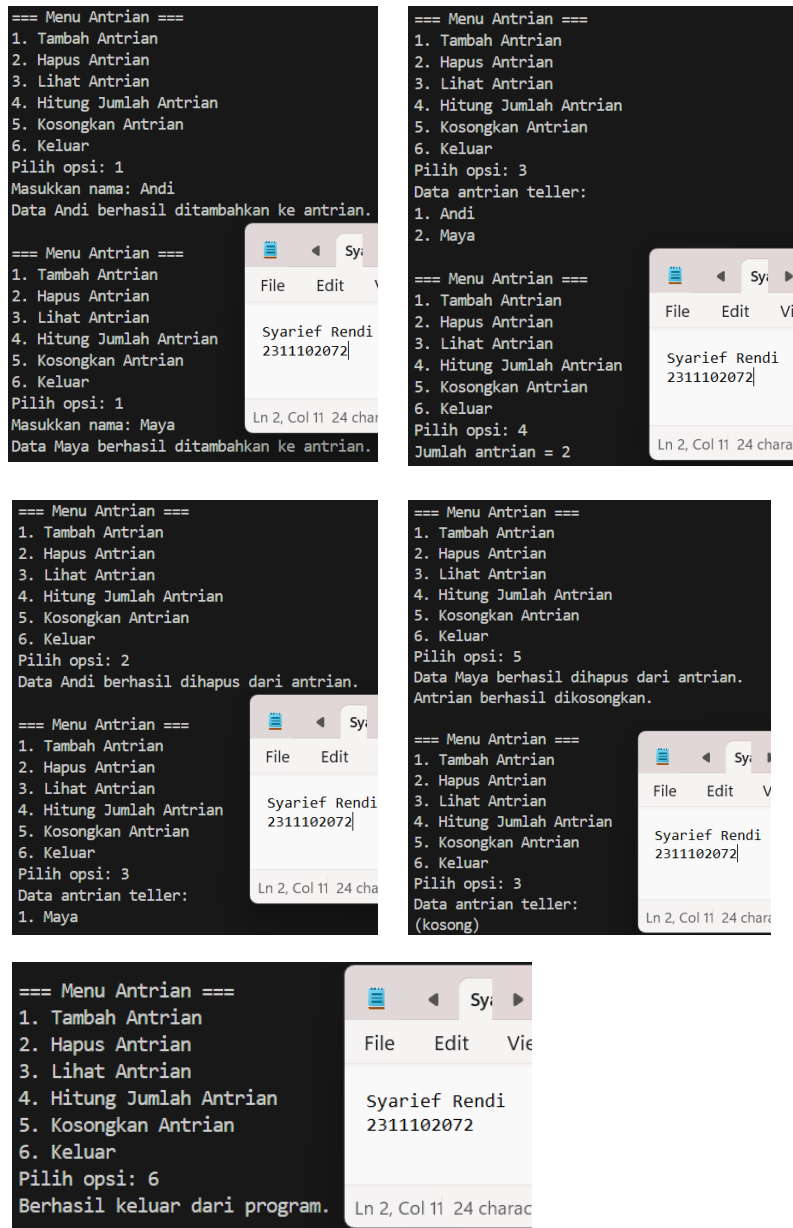 === Menu Antrian ===
1. Tambah Antrian
2. Hapus Antrian
3. Lihat Antrian
4. Hitung Jumlah Antrian
5. Kosongkan Antrian
6. Keluar
Pilih opsi: 1
Masukkan nama: Andi
Data Andi berhasil ditambahkan ke antrian.
=== Menu Antrian ===
1. Tambah Antrian
2. Hapus Antrian
3. Lihat Antrian
4. Hitung Jumlah Antrian
5. Kosongkan Antrian
6. Keluar
Pilih opsi: 1
Masukkan nama: Maya
Data Maya berhasil ditambahkan ke antrian.
File Edit
Syarief Rendi
2311102072
Ln 2, Col 11 24 char
=== Menu Antrian ===
1. Tambah Antrian
2. Hapus Antrian
3. Lihat Antrian
4. Hitung Jumlah Antrian
5. Kosongkan Antrian
6. Keluar
Pilih opsi: 3
Data antrian teller:
1. Andi
2. Maya
=== Menu Antrian ===
1. Tambah Antrian
2. Hapus Antrian
3. Lihat Antrian
4. Hitung Jumlah Antrian
5. Kosongkan Antrian
6. Keluar
Pilih opsi: 4
Jumlah antrian = 2
Sya
File Edit Vi
Syarief Rendi
2311102072
Ln 2, Col 11 24 chara
=== Menu Antrian ===
1. Tambah Antrian
2. Hapus Antrian
3. Lihat Antrian
4. Hitung Jumlah Antrian
5. Kosongkan Antrian
6. Keluar
Pilih opsi: 2
Data Andi berhasil dihapus dari antrian.
=== Menu Antrian ===
1. Tambah Antrian
2. Hapus Antrian
3. Lihat Antrian
4. Hitung Jumlah Antrian
5. Kosongkan Antrian
6. Keluar
Pilih opsi: 3
Data antrian teller:
1. Maya
Sya
File Edit
Syarief Rendi
2311102072
Ln 2, Col 11 24 cha
=== Menu Antrian ===
1. Tambah Antrian
2. Hapus Antrian
3. Lihat Antrian
4. Hitung Jumlah Antrian
5. Kosongkan Antrian
6. Keluar
Pilih opsi: 5
Data Maya berhasil dihapus dari antrian.
Antrian berhasil dikosongkan.
=== Menu Antrian ===
1. Tambah Antrian
2. Hapus Antrian
3. Lihat Antrian
4. Hitung Jumlah Antrian
5. Kosongkan Antrian
6. Keluar
Pilih opsi: 3
Data antrian teller:
(kosong)
Sya
File Edit V
Syarief Rendi
2311102072
Ln 2, Col 11 24 chara
=== Menu Antrian ===
1. Tambah Antrian
2. Hapus Antrian
3. Lihat Antrian
4. Hitung Jumlah Antrian
5. Kosongkan Antrian
6. Keluar
Pilih opsi: 6
Berhasil keluar dari program.
Sya
File Edit Vie
Syarief Rendi
2311102072
Ln 2, Col 11 24 charac